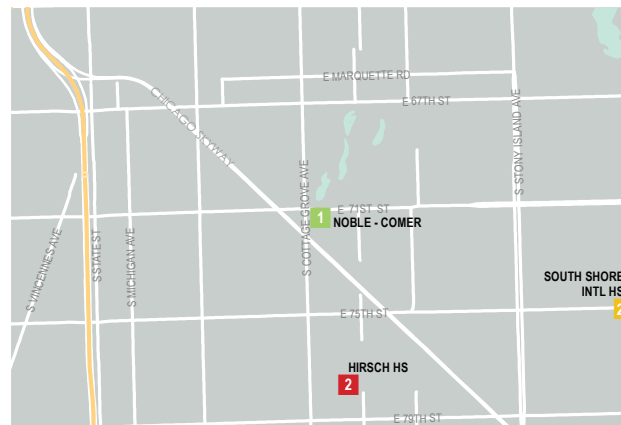 E MARQUETTE RD
E 67TH ST
CHICAGO SKYWAY
S STONY ISLAND AVE
S COTTAGE GROVE AVE
E 71ST ST
1
NOBLE - COMER
S VINCENNES AVE
S STATE ST
S MICHIGAN AVE
SOUTH SHORE
INTL HS
2
E 75TH ST
HIRSCH HS
2
E 79TH ST